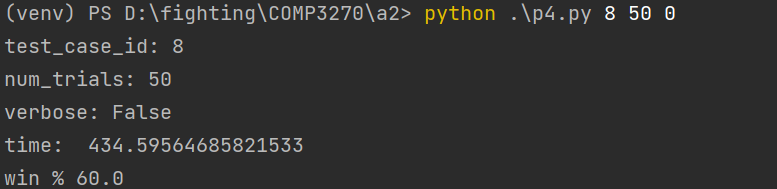 (venv) PS D:\fighting\COMP3270\a2> python .\p4.py 8 50 0
test_case_id: 8
num_trials: 50
verbose: False
time:  434.59564685821533
win % 60.0